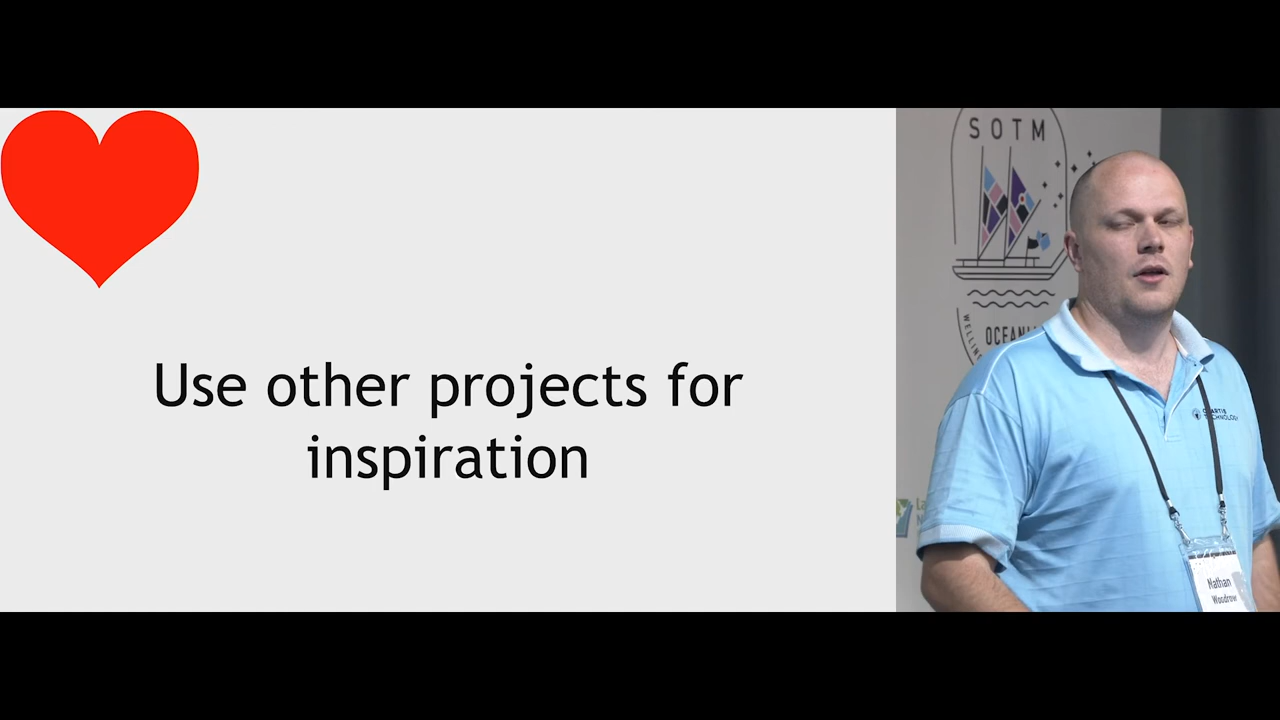 Use other projects for
inspiration
SOTM
Nathan
Woodrow